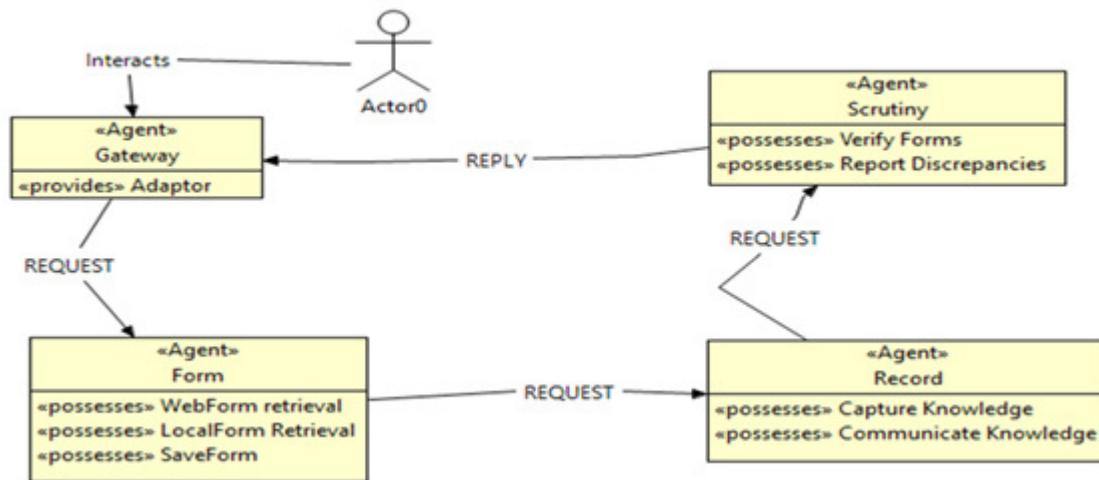 Interacts
Actor0
«Agent»
Gateway
«provides» Adaptor
REPLY
«Agent»
Scrutiny
«possesses» Verify Forms
«possesses» Report Discrepancies
REQUEST
REQUEST
«Agent»
Form
«possesses» WebForm retrieval
«possesses» LocalForm Retrieval
«possesses» SaveForm
REQUEST
«Agent»
Record
«possesses» Capture Knowledge
«possesses» Communicate Knowledge